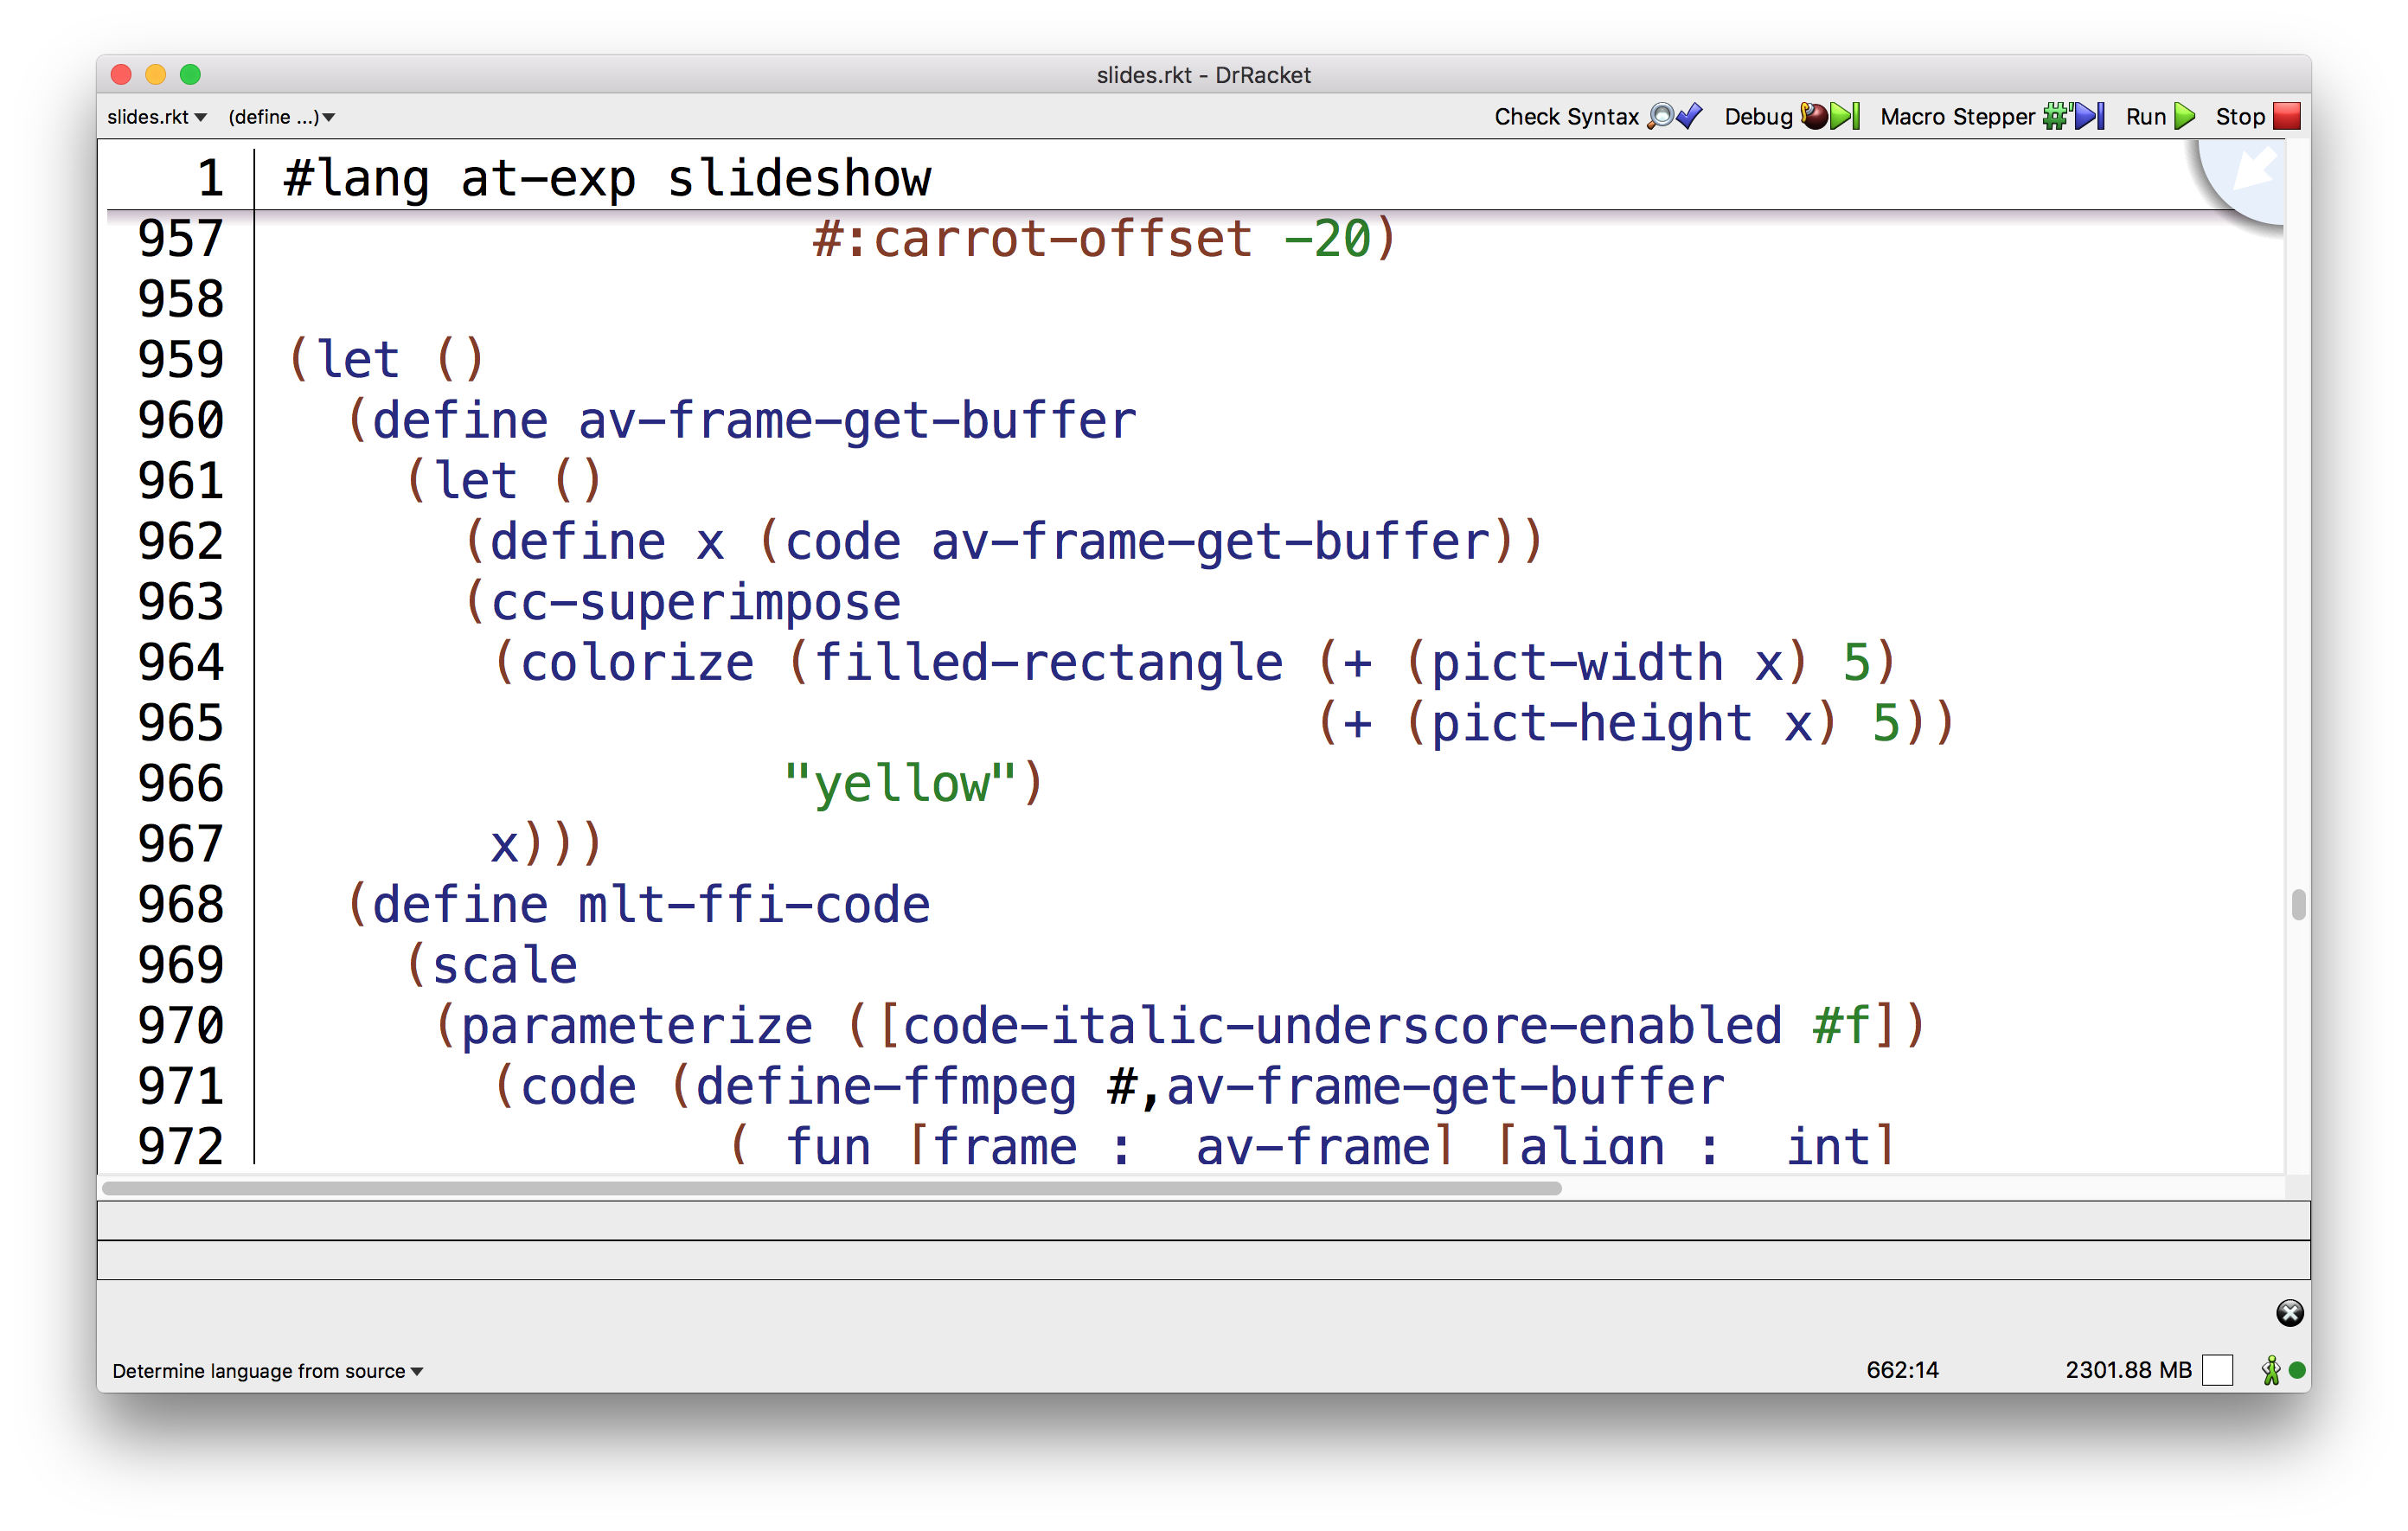 slides.rkt - DrRacket
slides.rkt (define ...) Check Syntax Debug Macro Stepper #' Run Stop
1 #lang at-exp slideshow
957 #:carrot-offset -20)
958
959 (let ()
960 (define av-frame-get-buffer
961 (let ()
962 (define x (code av-frame-get-buffer))
963 (cc-superimpose
964 (colorize (filled-rectangle (+ (pict-width x) 5)
965 (+ (pict-height x) 5))
966 "yellow")
967 x)))
968 (define mlt-ffi-code
969 (scale
970 (parameterize ([code-italic-underscore-enabled #f])
971 (code (define-ffmpeg #,av-frame-get-buffer
972 ( fun [frame : av-frame] [align : int]
Determine language from source 662:14 2301.88 MB